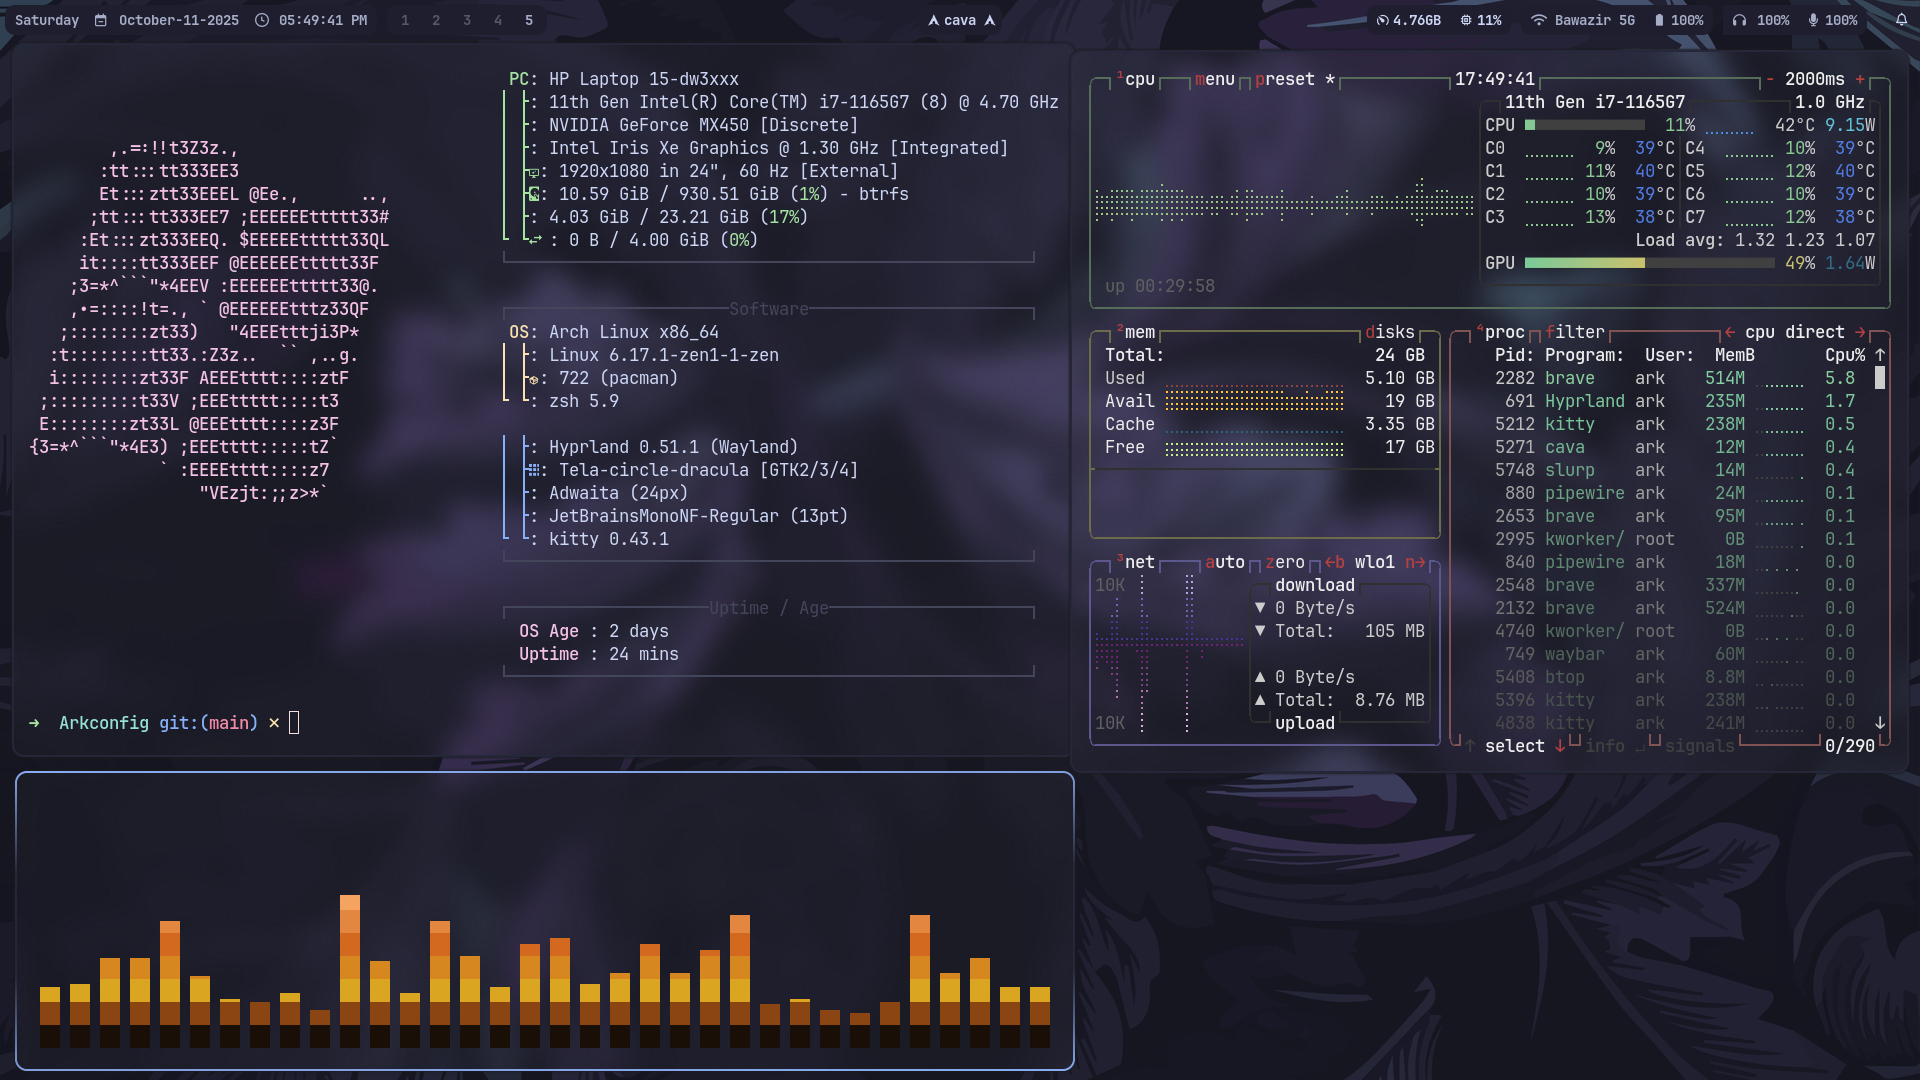 Saturday October-11-2025 05:49:41 PM 1 2 3 4 5
cava
4.76GB 11% Bawazir 5G 100% 100% 100%
PC: HP Laptop 15-dw3xxx
: 11th Gen Intel(R) Core(TM) i7-1165G7 (8) @ 4.70 GHz
: NVIDIA GeForce MX450 [Discrete]
: Intel Iris Xe Graphics @ 1.30 GHz [Integrated]
: 1920x1080 in 24", 60 Hz [External]
: 10.59 GiB / 930.51 GiB (1%) - btrfs
: 4.03 GiB / 23.21 GiB (17%)
: 0 B / 4.00 GiB (0%)
Software
OS: Arch Linux x86_64
: Linux 6.17.1-zen1-1-zen
: 722 (pacman)
: zsh 5.9
: Hyprland 0.51.1 (Wayland)
: Tela-circle-dracula [GTK2/3/4]
: Adwaita (24px)
: JetBrainsMonoNF-Regular (13pt)
: kitty 0.43.1
Uptime / Age
OS Age : 2 days
Uptime : 24 mins
,.=:!!t3Z3z.,
:tt:::tt333EE3
Et:::ztt33EEEL @Ee., ..,
;tt:::tt333EE7 ;EEEEEEttttt33#
:Et:::zt333EEQ. $EEEEEttttt33QL
it::::tt333EEF @EEEEEEttttt33F
;3=*^```"*4EEV :EEEEEEttttt33@.
,•=::::!t=., ` @EEEEEEtttz33QF
;::::::::zt33) "4EEEtttji3P*
:t::::::::tt33.:Z3z.. `` ,..g.
i::::::::zt33F AEEEtttt::::ztF
;:::::::::t33V ;EEEttttt::::t3
E::::::::zt33L @EEEtttt::::z3F
{3=*^```"*4E3) ;EEEtttt:::::tZ`
` :EEEEtttt::::z7
"VEzjt:;;z>*`
➜ Arkconfig git:(main) ×
1cpu menu preset * 17:49:41 - 2000ms +
11th Gen i7-1165G7 1.0 GHz
CPU 11% 42°C 9.15W
C0 9% 39°C C4 10% 39°C
C1 11% 40°C C5 12% 40°C
C2 10% 39°C C6 10% 39°C
C3 13% 38°C C7 12% 38°C
Load avg: 1.32 1.23 1.07
GPU 49% 1.64W
up 00:29:58
2mem disks
Total: 24 GB
Used 5.10 GB
Avail 19 GB
Cache 3.35 GB
Free 17 GB
3net auto zero ←b wlo1 n→
10K download
▼ 0 Byte/s
▼ Total: 105 MB
▲ 0 Byte/s
▲ Total: 8.76 MB
10K upload
4proc filter ← cpu direct →
Pid: Program: User: MemB Cpu% ↑
2282 brave ark 514M 5.8
691 Hyprland ark 235M 1.7
5212 kitty ark 238M 0.5
5271 cava ark 12M 0.4
5748 slurp ark 14M 0.4
880 pipewire ark 24M 0.1
2653 brave ark 95M 0.1
2995 kworker/ root 0B 0.1
840 pipewire ark 18M 0.0
2548 brave ark 337M 0.0
2132 brave ark 524M 0.0
4740 kworker/ root 0B 0.0
749 waybar ark 60M 0.0
5408 btop ark 8.8M 0.0
5396 kitty ark 238M 0.0
4838 kitty ark 241M 0.0 ↓
↑ select ↓ info ↵ signals 0/290